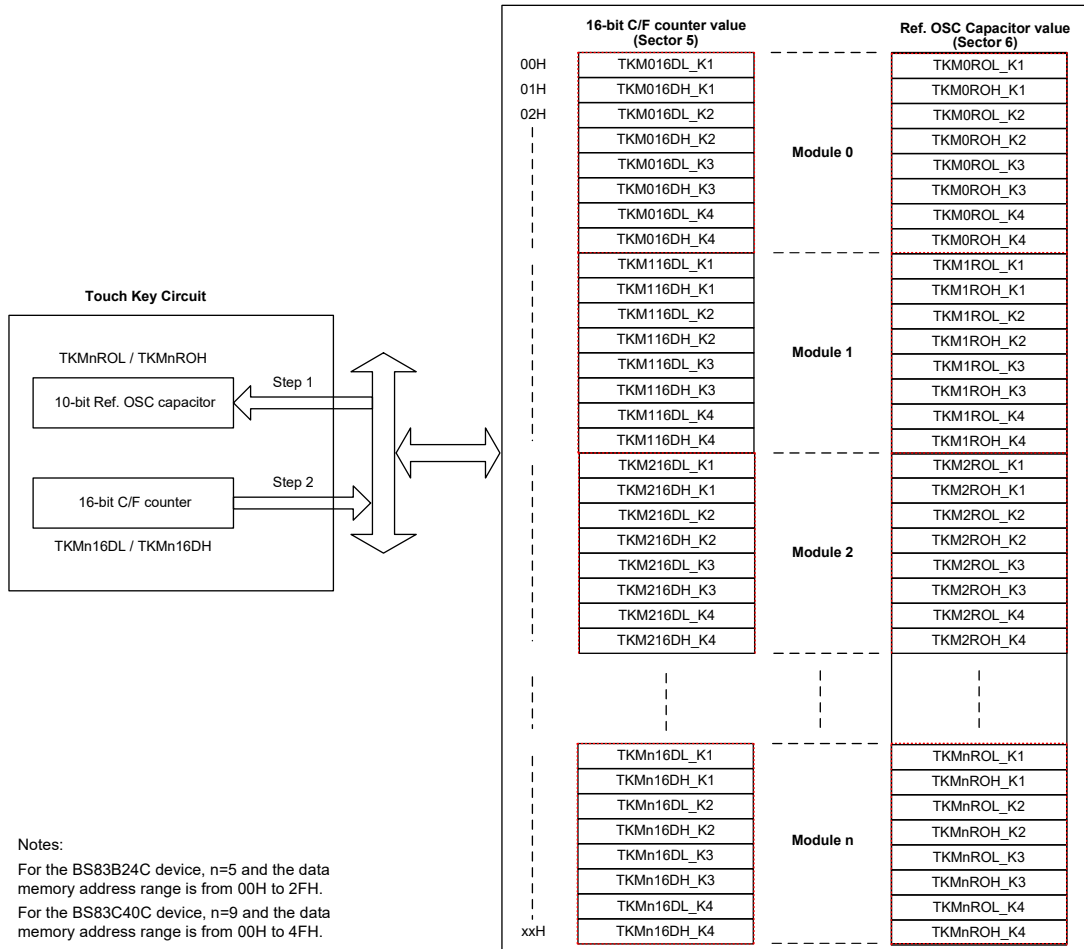 Touch Key Circuit
TKMnROL / TKMnROH
10-bit Ref. OSC capacitor
Step 1
16-bit C/F counter
Step 2
TKMn16DL / TKMn16DH
Notes:
For the BS83B24C device, n=5 and the data
memory address range is from 00H to 2FH.
For the BS83C40C device, n=9 and the data
memory address range is from 00H to 4FH.
16-bit C/F counter value
(Sector 5)
Ref. OSC Capacitor value
(Sector 6)
00H
01H
02H
xxH
TKM016DL_K1
TKM016DH_K1
TKM016DL_K2
TKM016DH_K2
TKM016DL_K3
TKM016DH_K3
TKM016DL_K4
TKM016DH_K4
TKM116DL_K1
TKM116DH_K1
TKM116DL_K2
TKM116DH_K2
TKM116DL_K3
TKM116DH_K3
TKM116DL_K4
TKM116DH_K4
TKM216DL_K1
TKM216DH_K1
TKM216DL_K2
TKM216DH_K2
TKM216DL_K3
TKM216DH_K3
TKM216DL_K4
TKM216DH_K4
TKMn16DL_K1
TKMn16DH_K1
TKMn16DL_K2
TKMn16DH_K2
TKMn16DL_K3
TKMn16DH_K3
TKMn16DL_K4
TKMn16DH_K4
Module 0
Module 1
Module 2
Module n
TKM0ROL_K1
TKM0ROH_K1
TKM0ROL_K2
TKM0ROH_K2
TKM0ROL_K3
TKM0ROH_K3
TKM0ROL_K4
TKM0ROH_K4
TKM1ROL_K1
TKM1ROH_K1
TKM1ROL_K2
TKM1ROH_K2
TKM1ROL_K3
TKM1ROH_K3
TKM1ROL_K4
TKM1ROH_K4
TKM2ROL_K1
TKM2ROH_K1
TKM2ROL_K2
TKM2ROH_K2
TKM2ROL_K3
TKM2ROH_K3
TKM2ROL_K4
TKM2ROH_K4
TKMnROL_K1
TKMnROH_K1
TKMnROL_K2
TKMnROH_K2
TKMnROL_K3
TKMnROH_K3
TKMnROL_K4
TKMnROH_K4